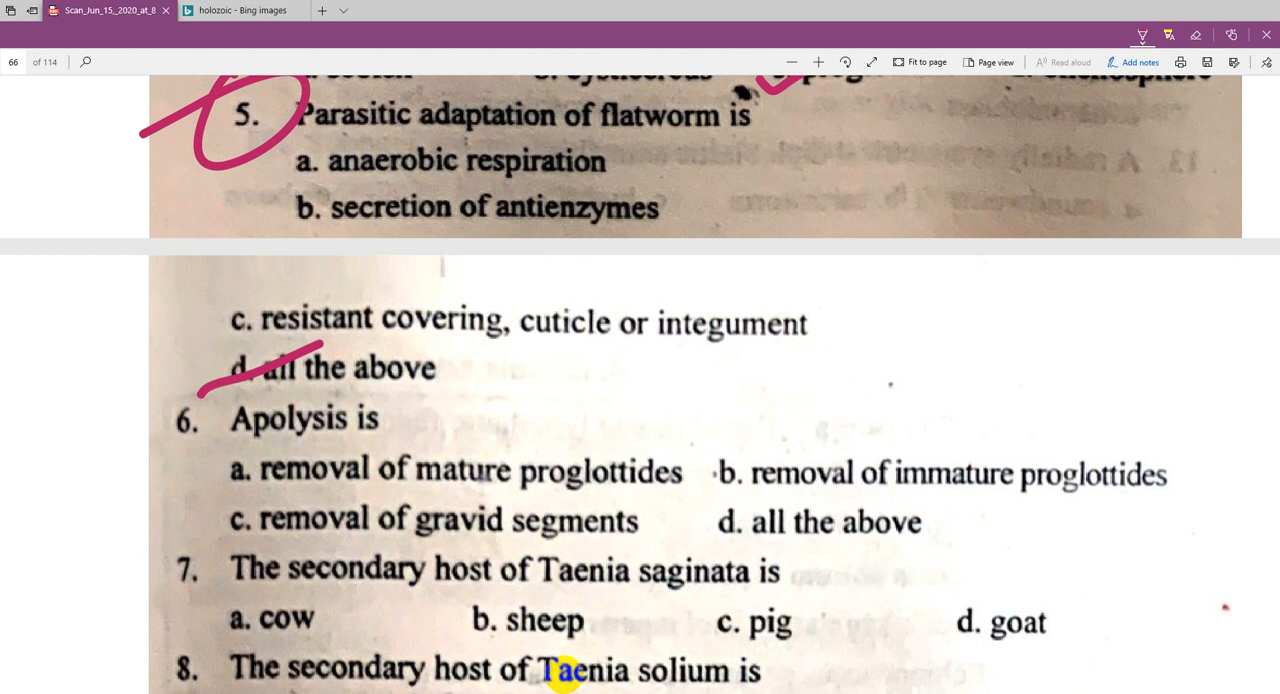 Scan_Jun_15,_2020_at_8
holozoic - Bing images
66 of 114
Fit to page
Page view
Read aloud
Add notes
5. Parasitic adaptation of flatworm is
a. anaerobic respiration
b. secretion of antienzymes
c. resistant covering, cuticle or integument
d. all the above
6. Apolysis is
a. removal of mature proglottides b. removal of immature proglottides
c. removal of gravid segments d. all the above
7. The secondary host of Taenia saginata is
a. cow b. sheep c. pig d. goat
8. The secondary host of Taenia solium is